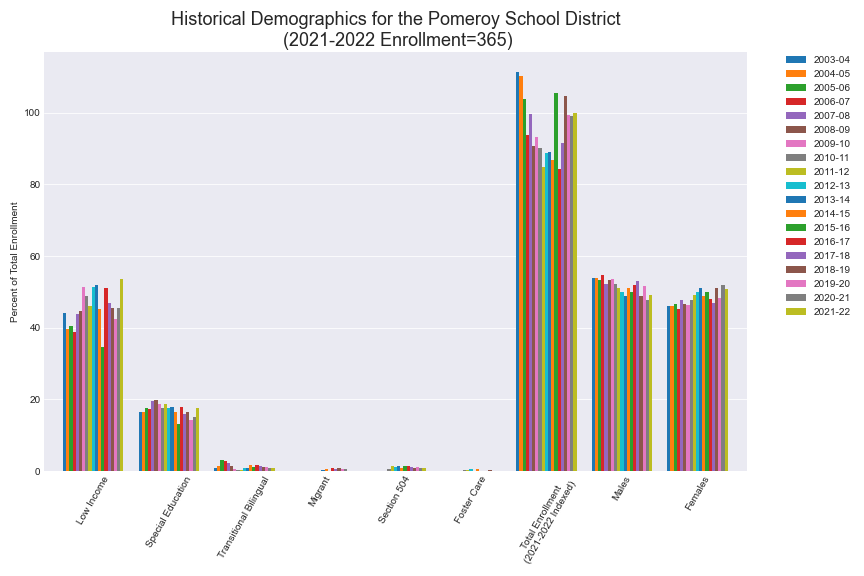 Historical Demographics for the Pomeroy School District
(2021-2022 Enrollment=365)
Percent of Total Enrollment
100
80
60
40
20
0
Low Income
Special Education
Transitional Bilingual
Migrant
Section 504
Foster Care
Total Enrollment
(2021-2022 Indexed)
Males
Females
2003-04
2004-05
2005-06
2006-07
2007-08
2008-09
2009-10
2010-11
2011-12
2012-13
2013-14
2014-15
2015-16
2016-17
2017-18
2018-19
2019-20
2020-21
2021-22